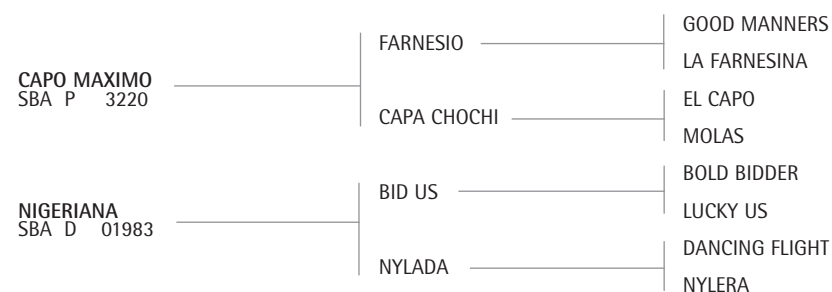 GOOD MANNERS
FARNESIO
LA FARNESINA
CAPO MAXIMO
SBA P 3220
EL CAPO
CAPA CHOCHI
MOLAS
BOLD BIDDER
BID US
LUCKY US
NIGERIANA
SBA D 01983
DANCING FLIGHT
NYLADA
NYLERA